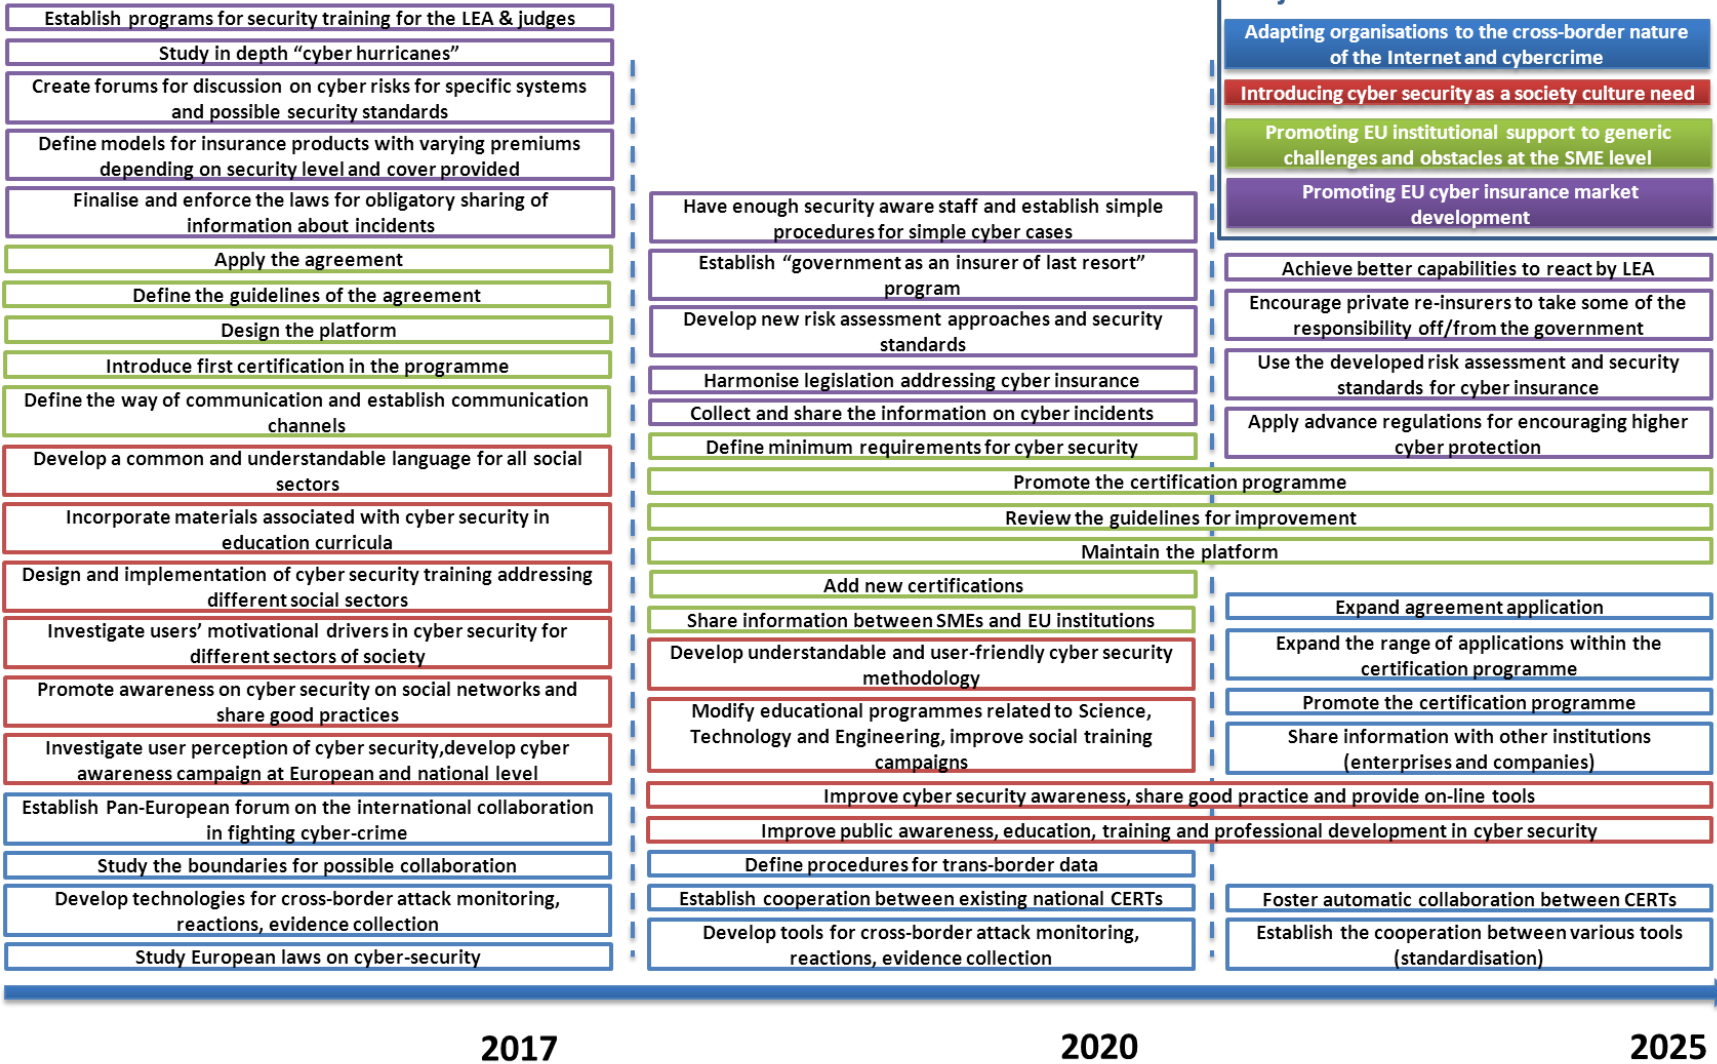 Establish programs for security training for the LEA & judges
Study in depth “cyber hurricanes”
Create forums for discussion on cyber risks for specific systems
and possible security standards
Define models for insurance products with varying premiums
depending on security level and cover provided
Finalise and enforce the laws for obligatory sharing of
information about incidents
Apply the agreement
Define the guidelines of the agreement
Design the platform
Introduce first certification in the programme
Define the way of communication and establish communication
channels
Develop a common and understandable language for all social
sectors
Incorporate materials associated with cyber security in
education curricula
Design and implementation of cyber security training addressing
different social sectors
Investigate users’ motivational drivers in cyber security for
different sectors of society
Promote awareness on cyber security on social networks and
share good practices
Investigate user perception of cyber security,develop cyber
awareness campaign at European and national level
Establish Pan-European forum on the international collaboration
in fighting cyber-crime
Study the boundaries for possible collaboration
Develop technologies for cross-border attack monitoring,
reactions, evidence collection
Study European laws on cyber-security
Have enough security aware staff and establish simple
procedures for simple cyber cases
Establish “government as an insurer of last resort”
program
Develop new risk assessment approaches and security
standards
Harmonise legislation addressing cyber insurance
Collect and share the information on cyber incidents
Define minimum requirements for cyber security
Promote the certification programme
Review the guidelines for improvement
Maintain the platform
Add new certifications
Share information between SMEs and EU institutions
Develop understandable and user-friendly cyber security
methodology
Modify educational programmes related to Science,
Technology and Engineering, improve social training
campaigns
Improve cyber security awareness, share good practice and provide on-line tools
Improve public awareness, education, training and professional development in cyber security
Define procedures for trans-border data
Establish cooperation between existing national CERTs
Develop tools for cross-border attack monitoring,
reactions, evidence collection
Adapting organisations to the cross-border nature
of the Internet and cybercrime
Introducing cyber security as a society culture need
Promoting EU institutional support to generic
challenges and obstacles at the SME level
Promoting EU cyber insurance market
development
Achieve better capabilities to react by LEA
Encourage private re-insurers to take some of the
responsibility off/from the government
Use the developed risk assessment and security
standards for cyber insurance
Apply advance regulations for encouraging higher
cyber protection
Expand agreement application
Expand the range of applications within the
certification programme
Promote the certification programme
Share information with other institutions
(enterprises and companies)
Foster automatic collaboration between CERTs
Establish the cooperation between various tools
(standardisation)
2017
2020
2025